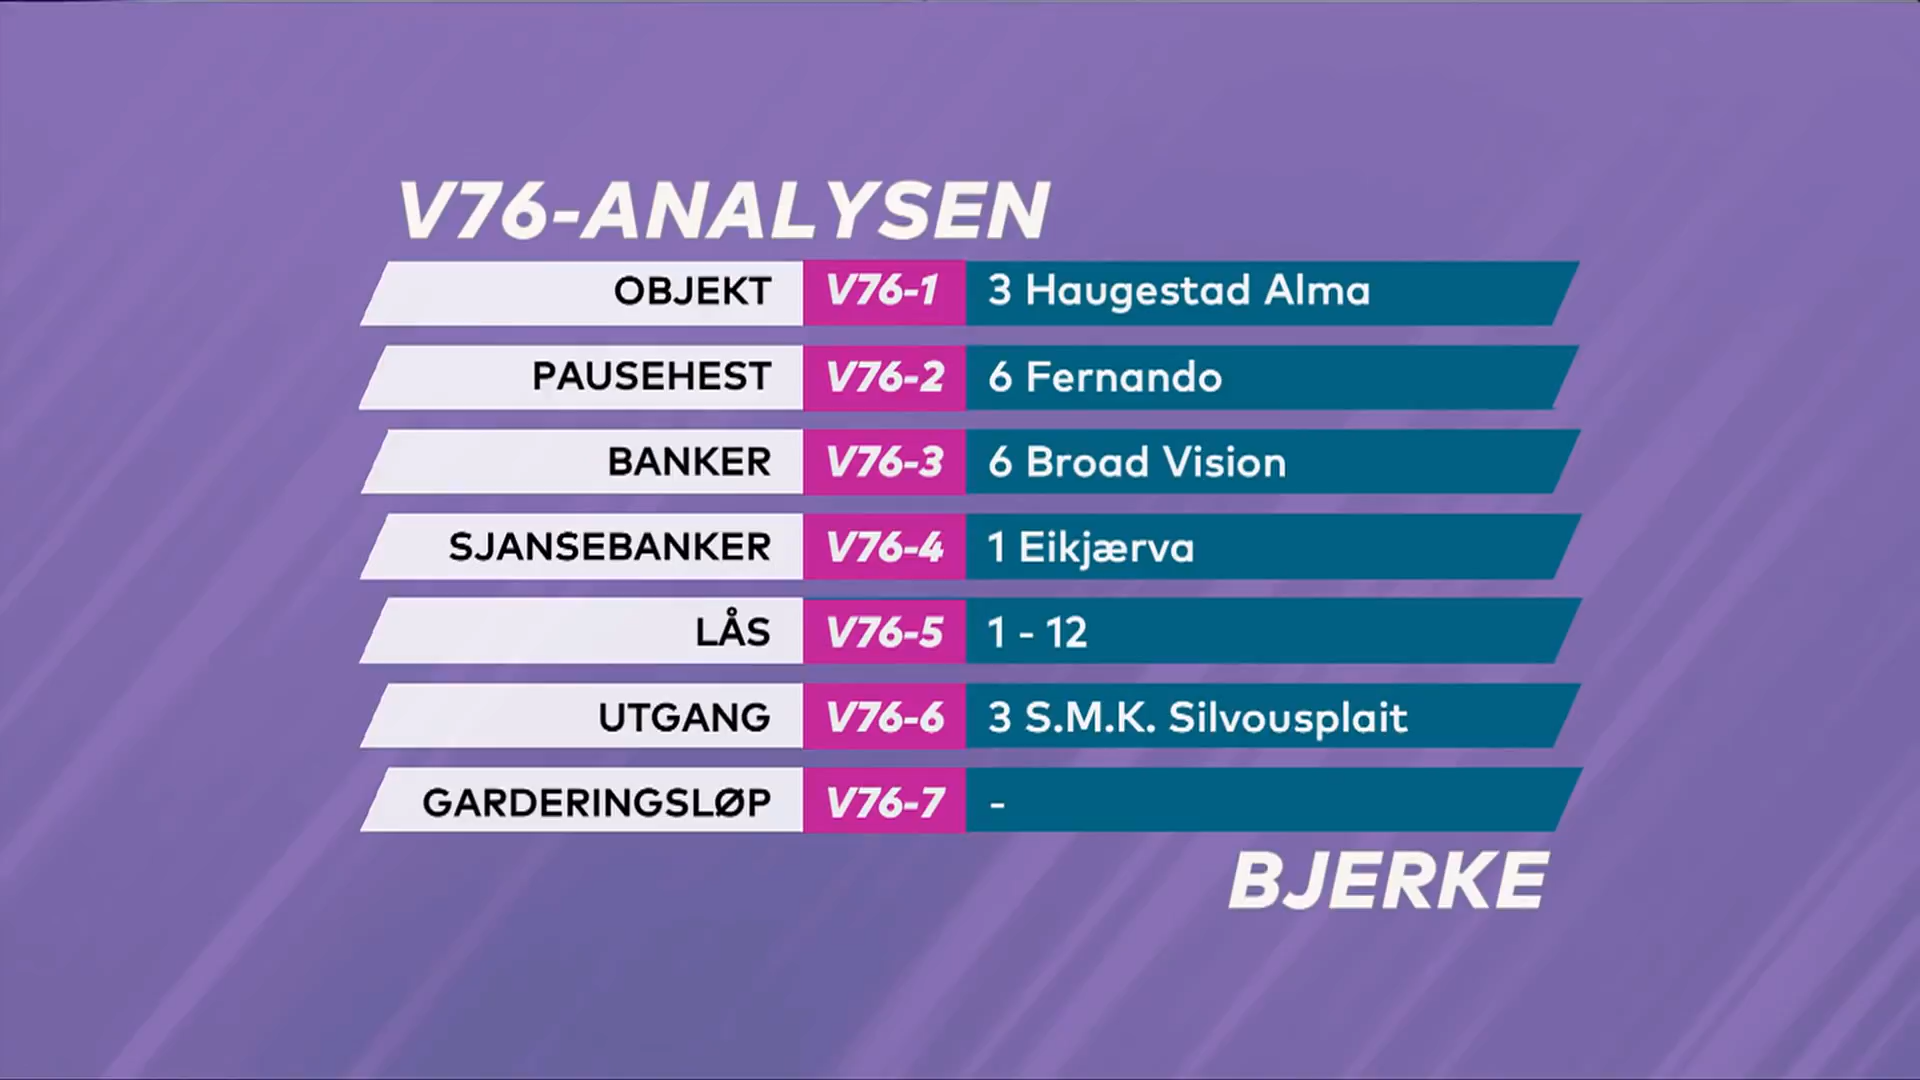 V76-ANALYSEN
OBJEKT V76-1 3 Haugestad Alma
PAUSEHEST V76-2 6 Fernando
BANKER V76-3 6 Broad Vision
SJANSEBANKER V76-4 1 Eikjærva
LÅS V76-5 1 - 12
UTGANG V76-6 3 S.M.K. Silvousplait
GARDERINGSLØP V76-7 -
BJERKE